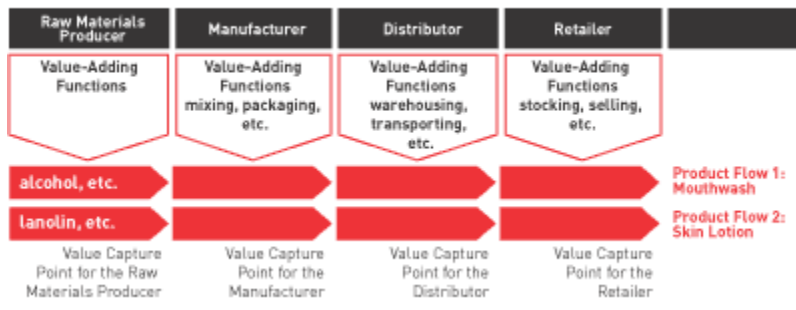 Raw Materials
Producer
Manufacturer
Distributor
Retailer
Value-Adding
Functions
Value-Adding
Functions
mixing, packaging,
etc.
Value-Adding
Functions
warehousing,
transporting,
etc.
Value-Adding
Functions
stocking, selling,
etc.
alcohol, etc.
Product Flow 1:
Mouthwash
lanolin, etc.
Product Flow 2:
Skin Lotion
Value Capture
Point for the Raw
Materials Producer
Value Capture
Point for the
Manufacturer
Value Capture
Point for the
Distributor
Value Capture
Point for the
Retailer